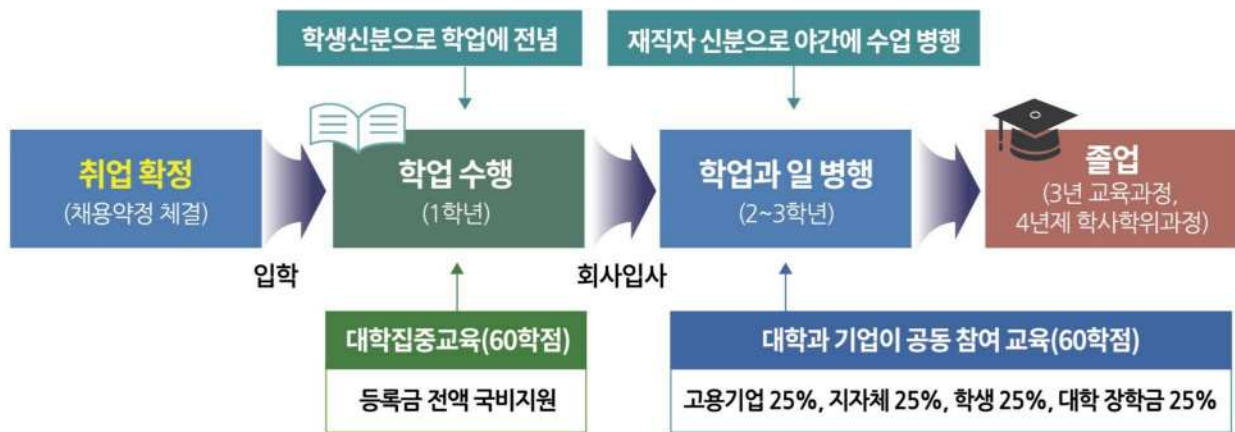 학생신분으로 학업에 전념
재직자 신분으로 야간에 수업 병행
취업 확정
(채용약정 체결)
입학
학업 수행
(1학년)
회사입사
학업과 일 병행
(2~3학년)
졸업
(3년 교육과정,
4년제 학사학위과정)
대학집중교육(60학점)
등록금 전액 국비지원
대학과 기업이 공동 참여 교육(60학점)
고용기업 25%, 지자체 25%, 학생 25%, 대학 장학금 25%